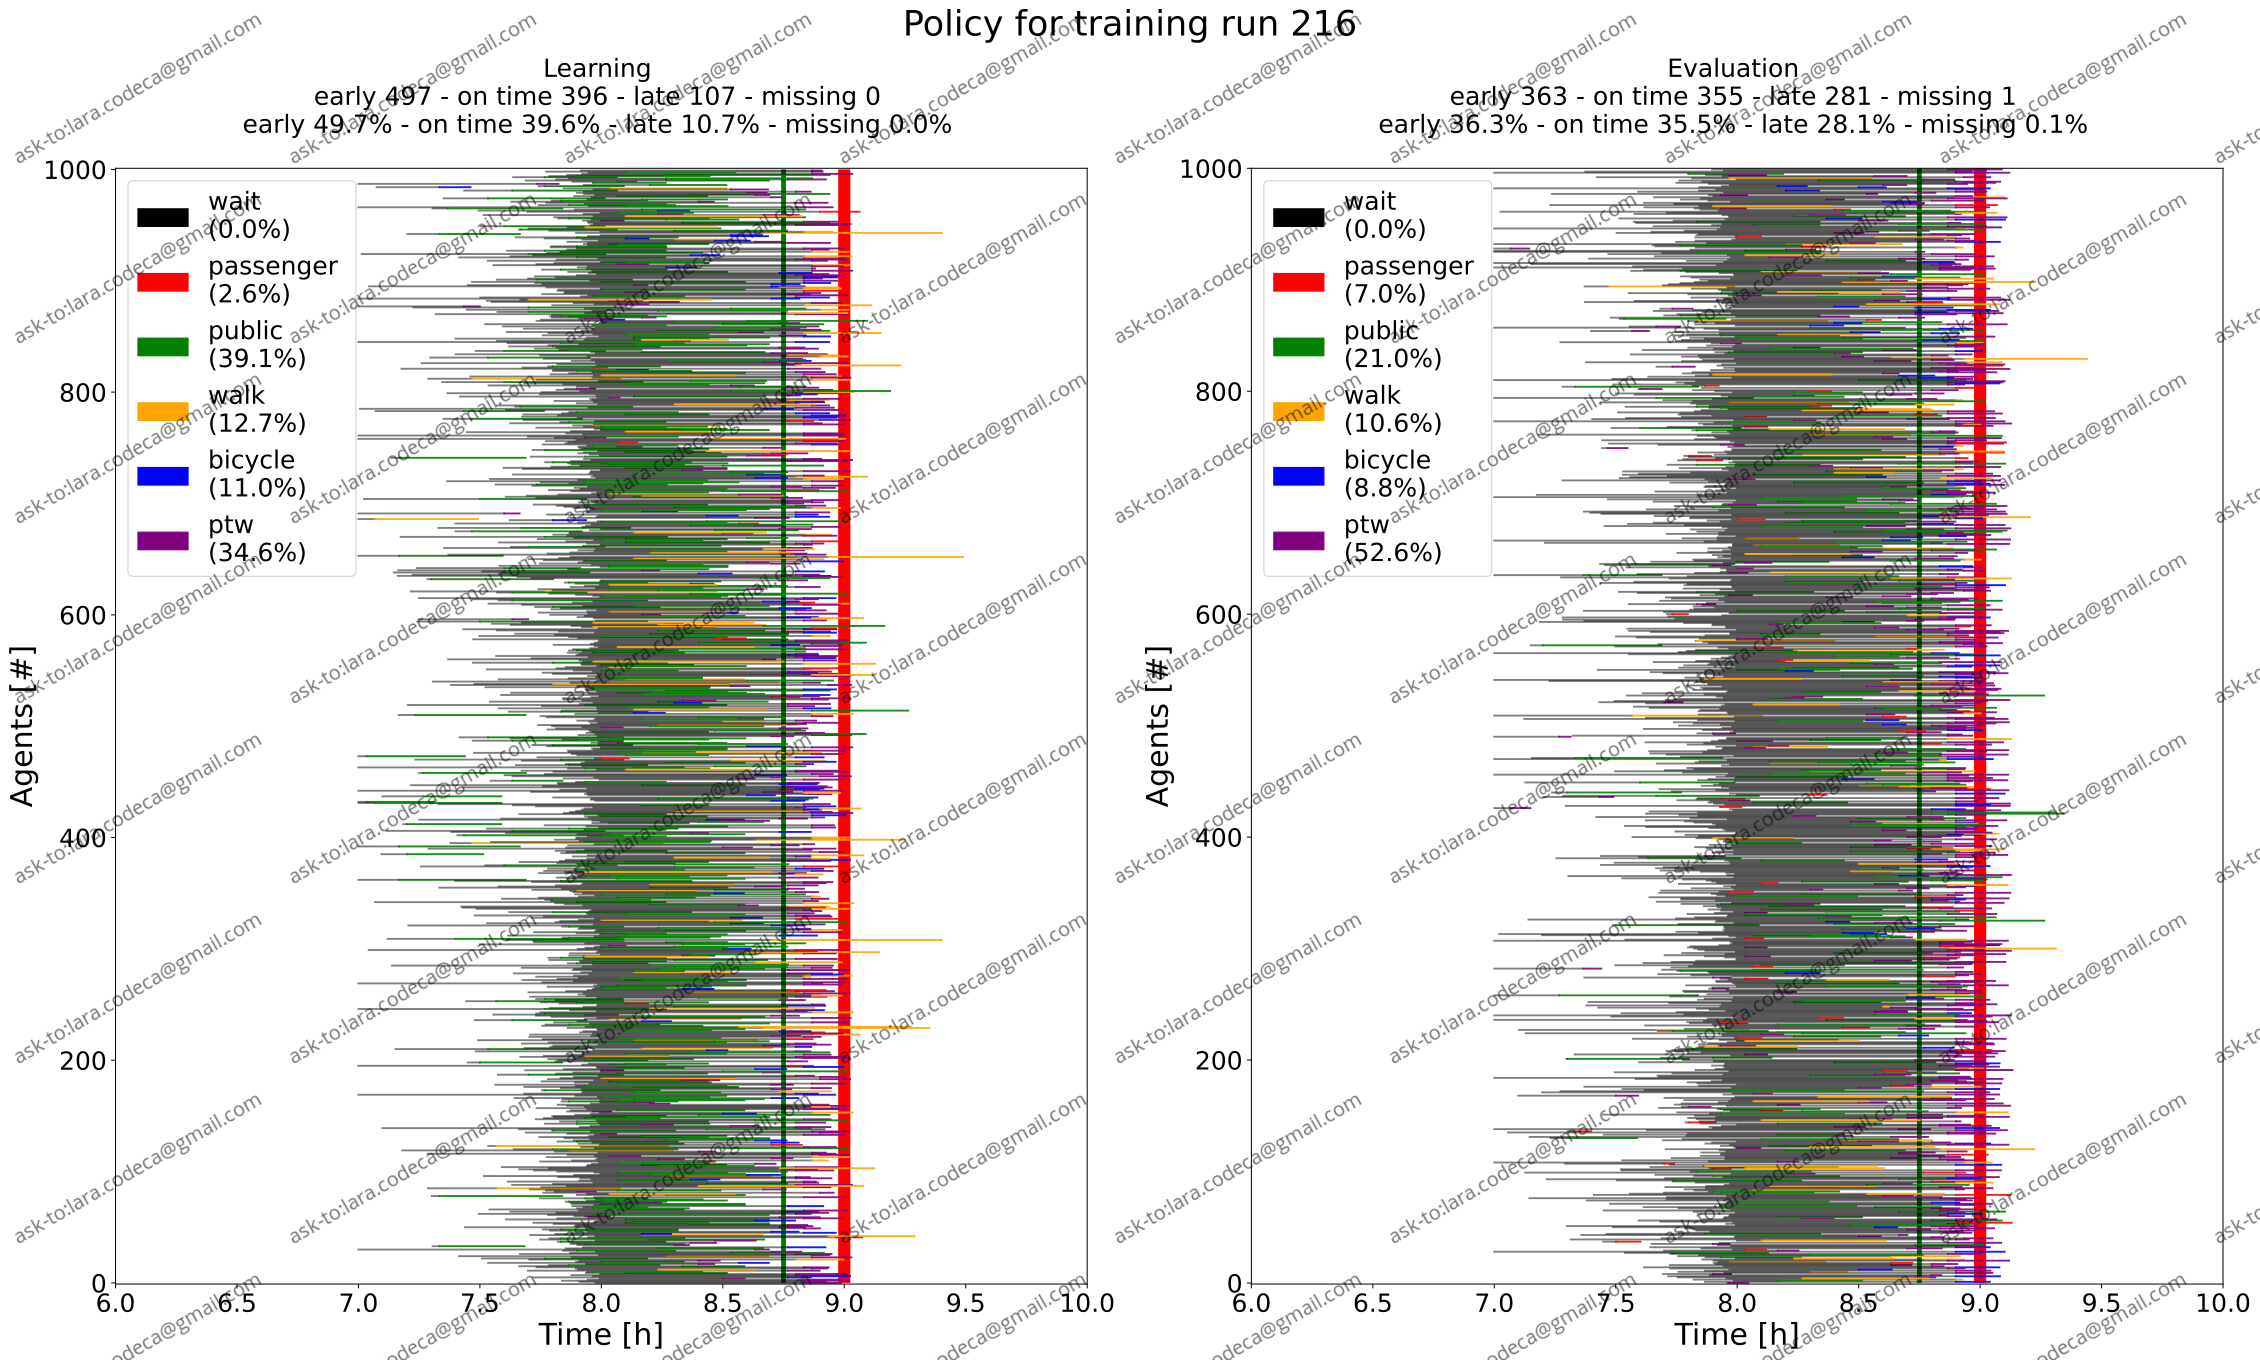 Policy for training run 216
Learning
early 497 - on time 396 - late 107 - missing 0
early 49.7% - on time 39.6% - late 10.7% - missing 0.0%
1000
800
600
400
200
0
Agents [#]
wait
(0.0%)
passenger
(2.6%)
public
(39.1%)
walk
(12.7%)
bicycle
(11.0%)
ptw
(34.6%)
6.0 6.5 7.0 7.5 8.0 8.5 9.0 9.5 10.0
Time [h]
Evaluation
early 363 - on time 355 - late 281 - missing 1
early 36.3% - on time 35.5% - late 28.1% - missing 0.1%
1000
800
600
400
200
0
Agents [#]
wait
(0.0%)
passenger
(7.0%)
public
(21.0%)
walk
(10.6%)
bicycle
(8.8%)
ptw
(52.6%)
6.0 6.5 7.0 7.5 8.0 8.5 9.0 9.5 10.0
Time [h]
ask-to:lara.codeca@gmail.com